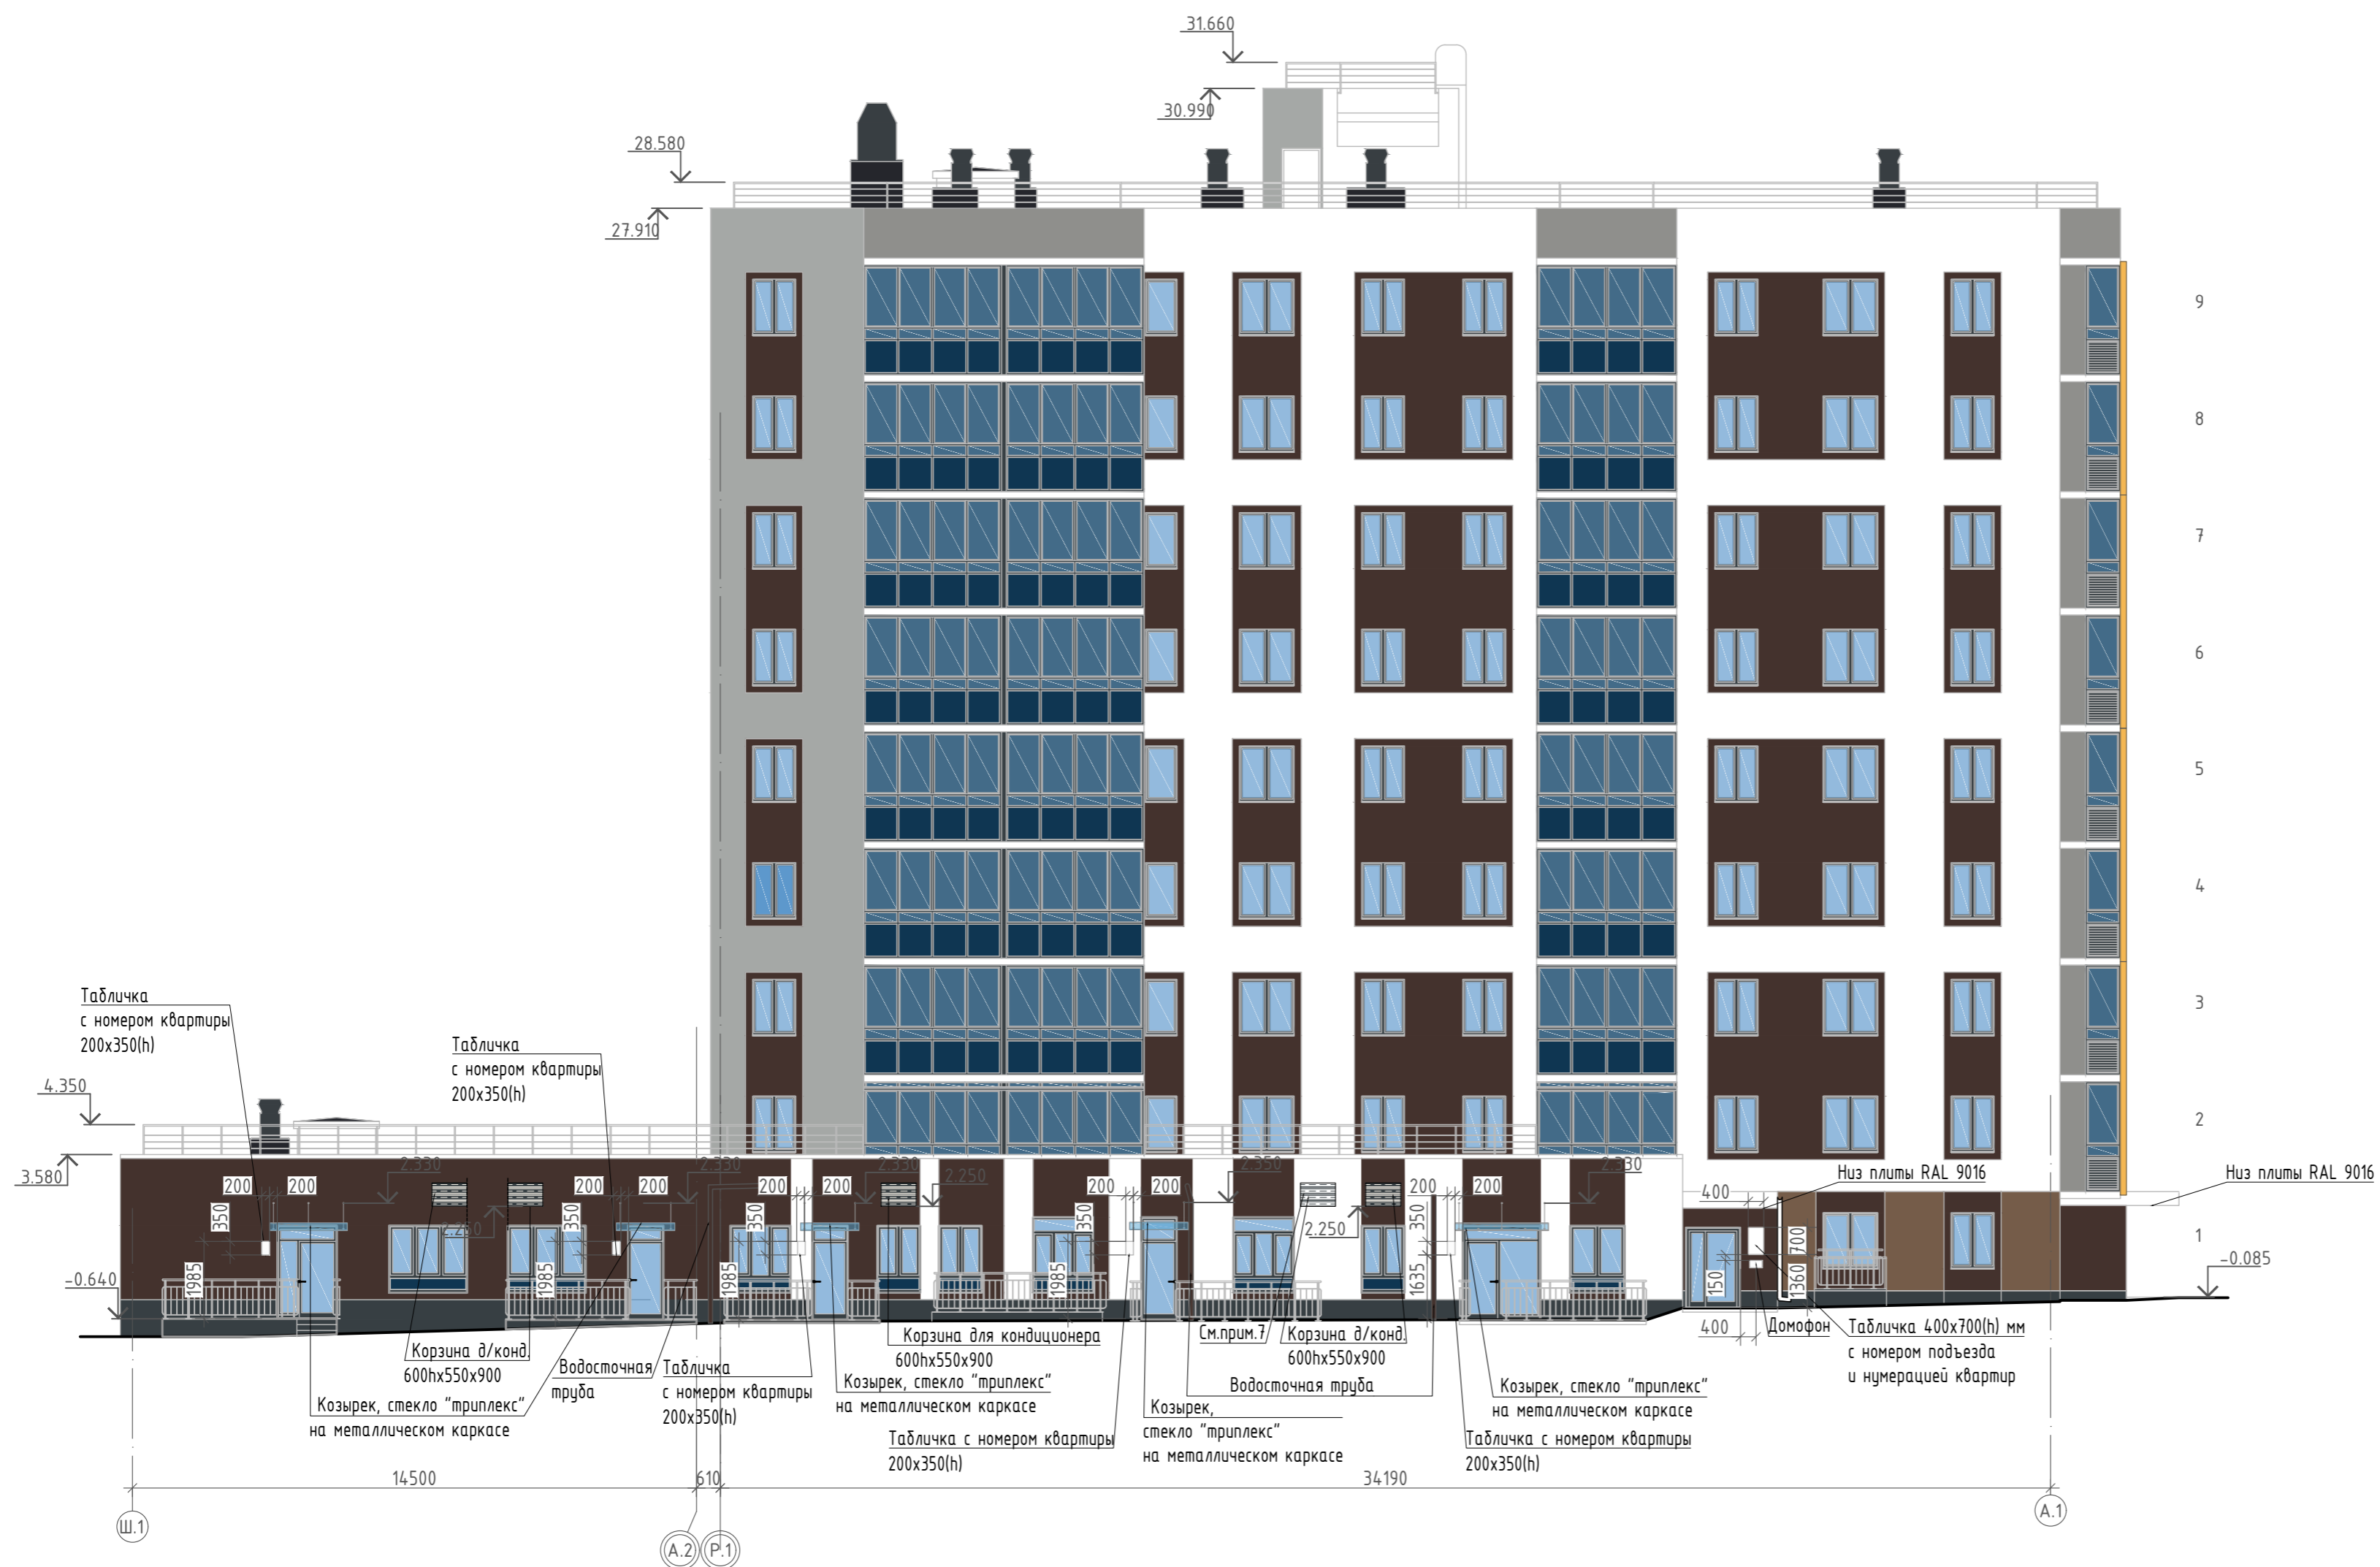 31.660
30.990
28.580
27.910
9
8
7
6
5
4
3
2
1
Табличка
с номером квартиры
200х350(h)
Табличка
с номером квартиры
200х350(h)
4.350
3.580
-0.640
2.330
2.330
2.330
2.250
2.350
2.330
Низ плиты RAL 9016
Низ плиты RAL 9016
200
200
200
200
200
200
200
200
200
200
400
350
350
350
350
350
2.250
2.250
700
1985
1985
1985
1985
1635
150
1360
-0.085
400
Домофон
Табличка 400х700(h) мм
с номером подъезда
и нумерацией квартир
Корзина д/конд.
600hх550х900
Водосточная
труба
Табличка
с номером квартиры
200х350(h)
Корзина для кондиционера
600hх550х900
См.прим.7
Корзина д/конд.
600hх550х900
Козырек, стекло "триплекс"
на металлическом каркасе
Козырек, стекло "триплекс"
на металлическом каркасе
Водосточная труба
Козырек,
стекло "триплекс"
на металлическом каркасе
Козырек, стекло "триплекс"
на металлическом каркасе
Табличка с номером квартиры
200х350(h)
Табличка с номером квартиры
200х350(h)
14500
610
34190
Ш.1
А.2
Р.1
А.1